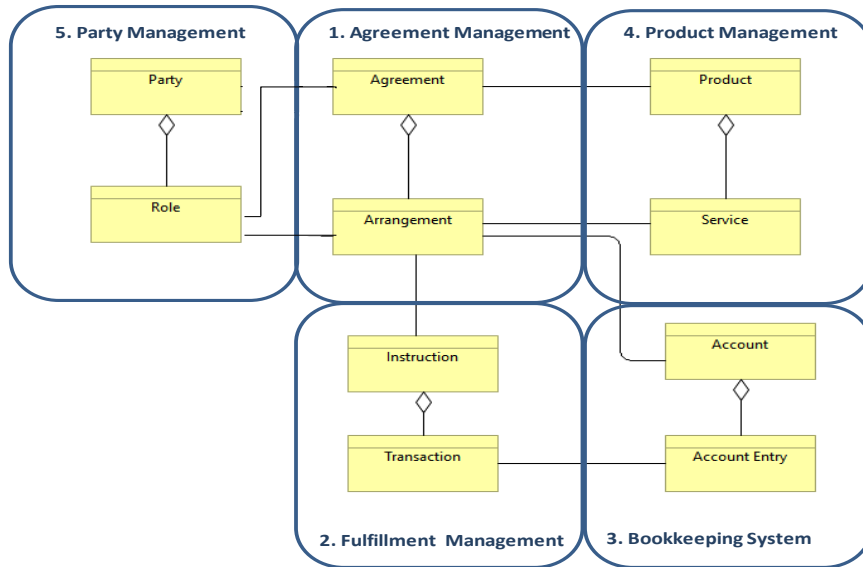 5. Party Management
1. Agreement Management
4. Product Management
Party
Agreement
Product
Role
Arrangement
Service
Instruction
Account
Transaction
Account Entry
2. Fulfillment Management
3. Bookkeeping System